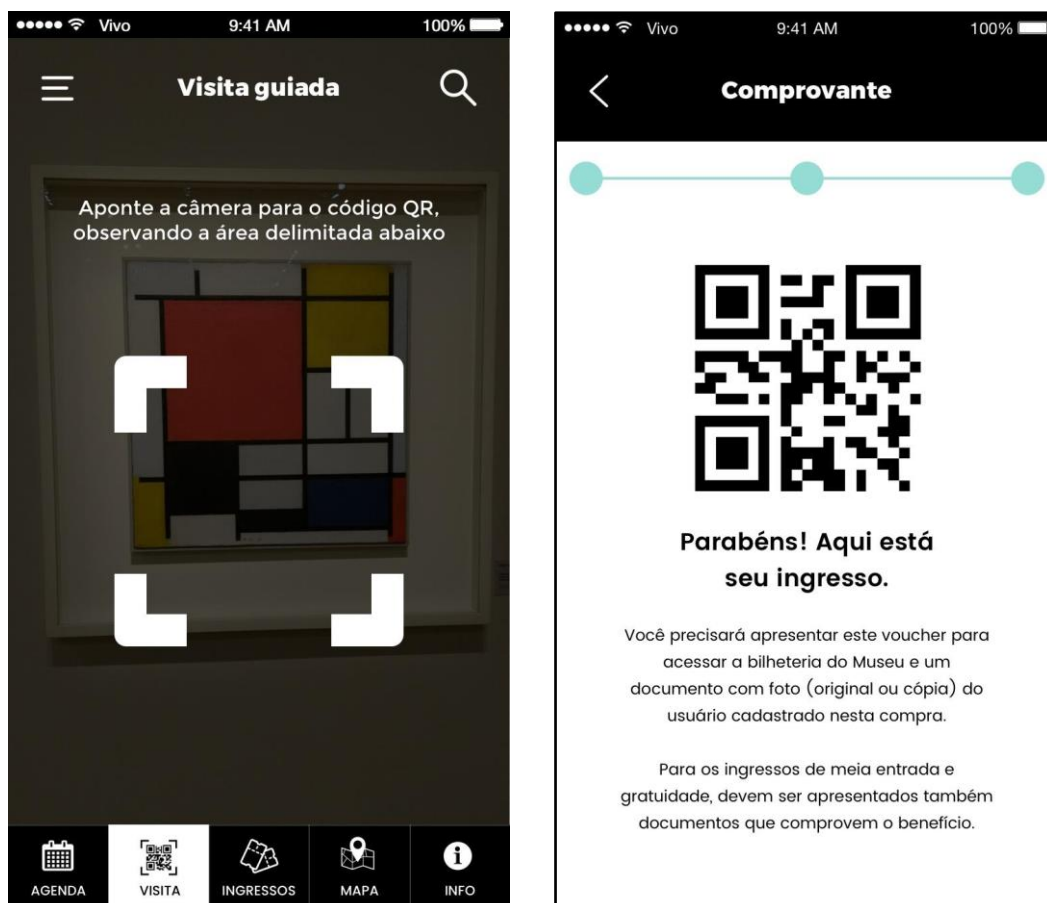 Vivo 9:41 AM 100%
Visita guiada
Aponte a câmera para o código QR,
observando a área delimitada abaixo
AGENDA VISITA INGRESSOS MAPA INFO
Vivo 9:41 AM 100%
Comprovante
Parabéns! Aqui está
seu ingresso.
Você precisará apresentar este voucher para
acessar a bilheteria do Museu e um
documento com foto (original ou cópia) do
usuário cadastrado nesta compra.
Para os ingressos de meia entrada e
gratuidade, devem ser apresentados também
documentos que comprovem o benefício.